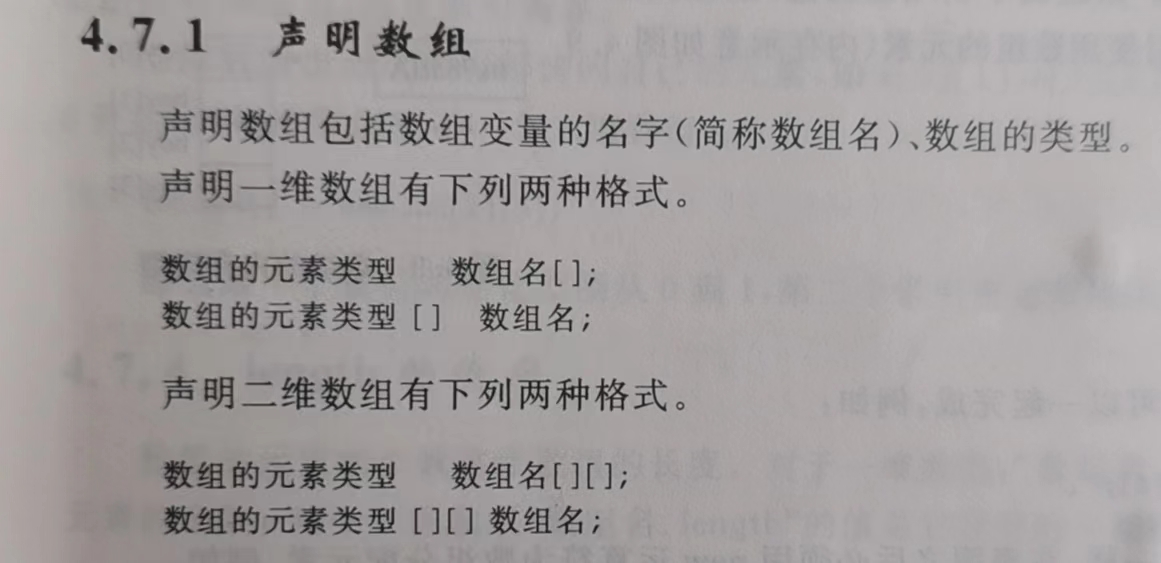 4.7.1 声明数组
声明数组包括数组变量的名字(简称数组名)、数组的类型。
声明一维数组有下列两种格式。
数组的元素类型 数组名[];
数组的元素类型 [] 数组名;
声明二维数组有下列两种格式。
数组的元素类型 数组名[][];
数组的元素类型 [][] 数组名;